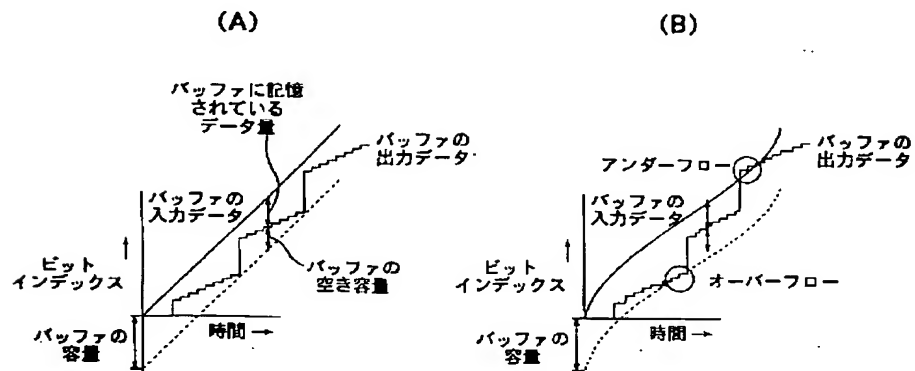 (A)
バッファに記憶
されている
データ量
バッファの
出力データ
バッファの
入力データ
ビット
インデックス
バッファの
空き容量
時間→
バッファの
容量
(B)
アンダーフロー
バッファの
出力データ
バッファの
入力データ
ビット
インデックス
オーバーフロー
時間→
バッファの
容量